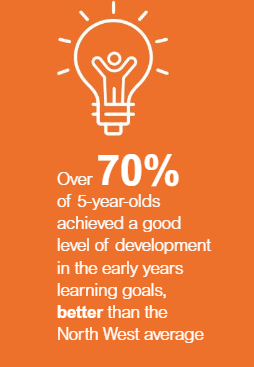 Over 70%
of 5-year-olds
achieved a good
level of development
in the early years
learning goals,
better than the
North West average